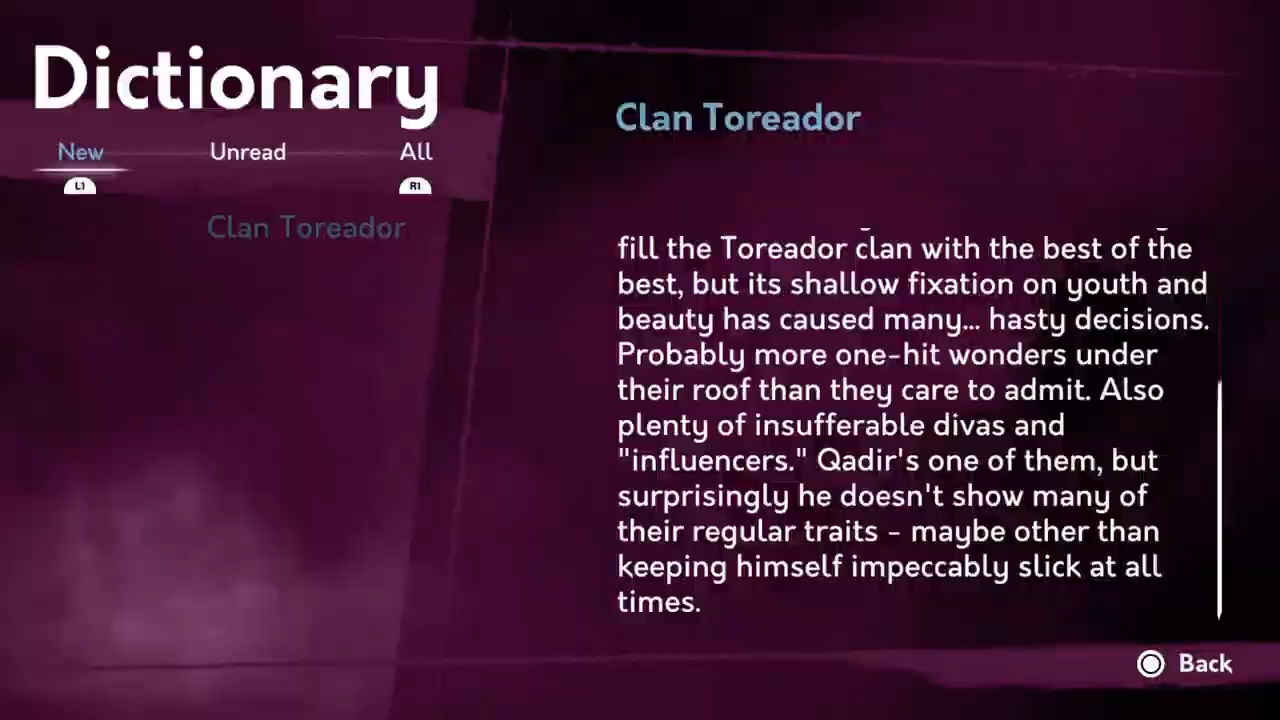 Dictionary
New
Unread
All
L1
R1
Clan Toreador
Clan Toreador
fill the Toreador clan with the best of the
best, but its shallow fixation on youth and
beauty has caused many... hasty decisions.
Probably more one-hit wonders under
their roof than they care to admit. Also
plenty of insufferable divas and
"influencers." Qadir's one of them, but
surprisingly he doesn't show many of
their regular traits - maybe other than
keeping himself impeccably slick at all
times.
Back